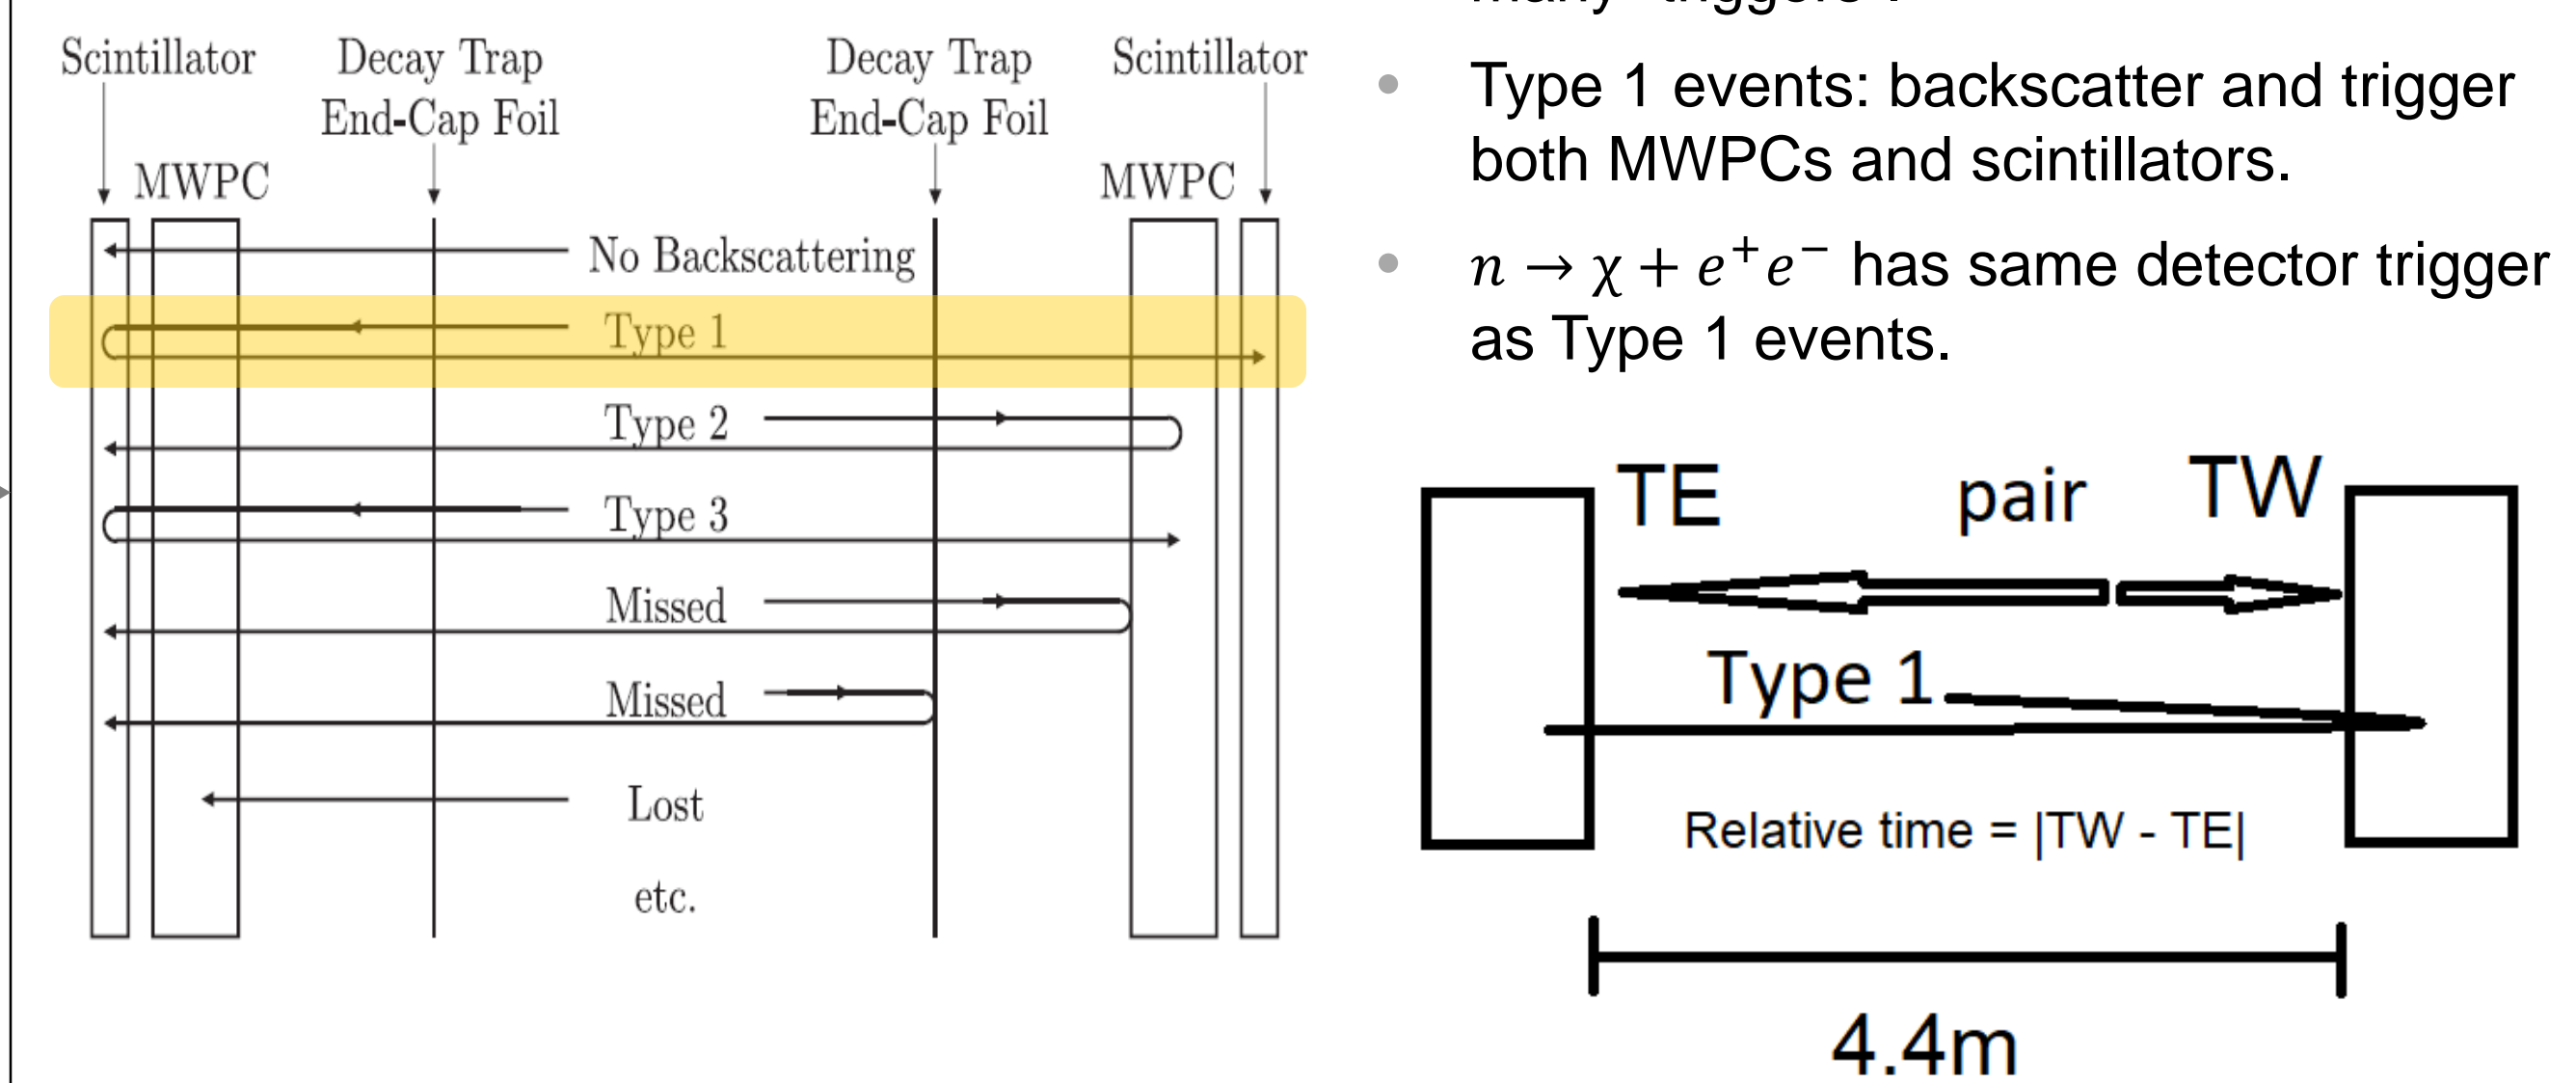 many "triggers".
Scintillator
Decay Trap
End-Cap Foil
Decay Trap
End-Cap Foil
Scintillator
MWPC
MWPC
No Backscattering
Type 1
Type 2
Type 3
Missed
Missed
Lost
etc.
Type 1 events: backscatter and trigger
both MWPCs and scintillators.
n → χ + e⁺e⁻ has same detector trigger
as Type 1 events.
TE pair TW
Type 1
Relative time = |TW - TE|
4.4m